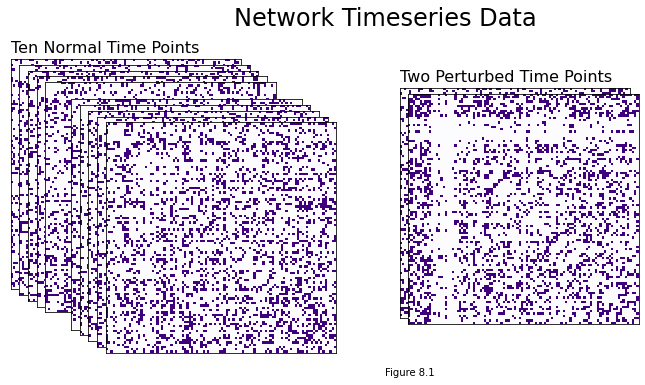 Network Timeseries Data
Ten Normal Time Points
Two Perturbed Time Points
Figure 8.1